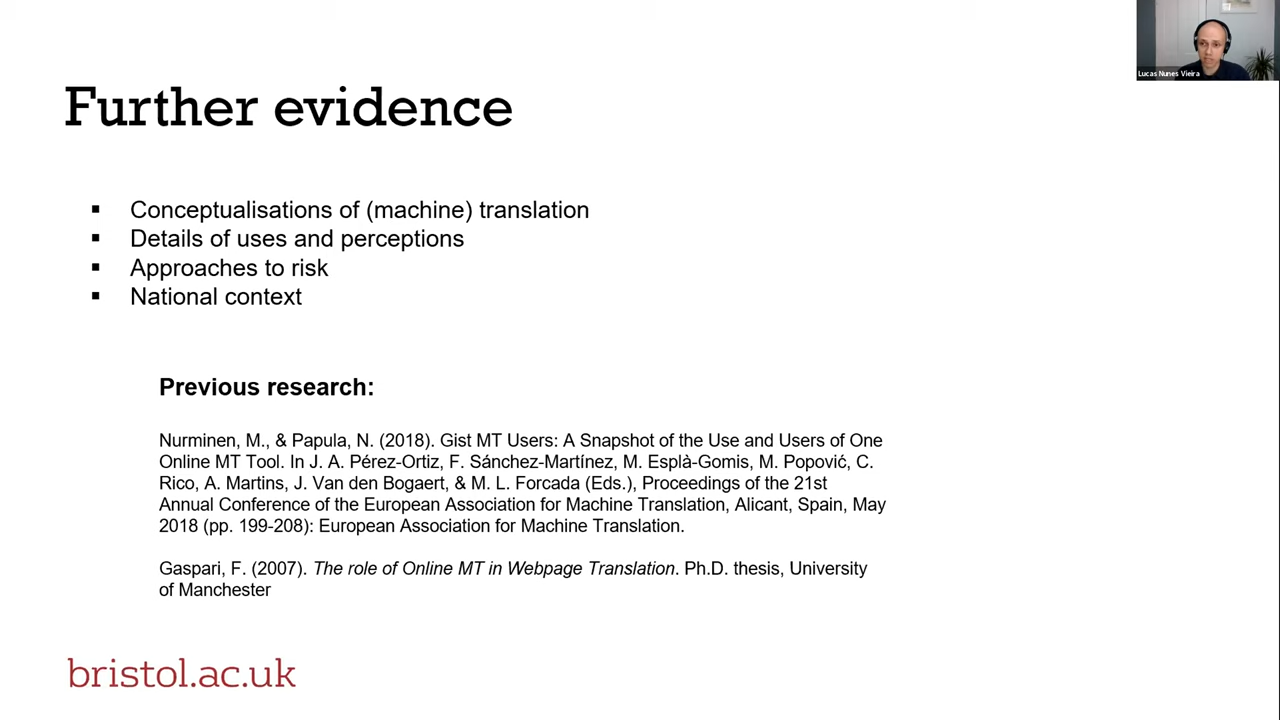 Lucas Nunes Vieira
Further evidence
▪ Conceptualisations of (machine) translation
▪ Details of uses and perceptions
▪ Approaches to risk
▪ National context
Previous research:
Nurminen, M., & Papula, N. (2018). Gist MT Users: A Snapshot of the Use and Users of One
Online MT Tool. In J. A. Pérez-Ortiz, F. Sánchez-Martínez, M. Esplà-Gomis, M. Popović, C.
Rico, A. Martins, J. Van den Bogaert, & M. L. Forcada (Eds.), Proceedings of the 21st
Annual Conference of the European Association for Machine Translation, Alicant, Spain, May
2018 (pp. 199-208): European Association for Machine Translation.
Gaspari, F. (2007). The role of Online MT in Webpage Translation. Ph.D. thesis, University
of Manchester
bristol.ac.uk